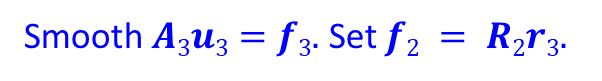 Smooth A₃u₃ = f₃. Set f₂ = R₂r₃.